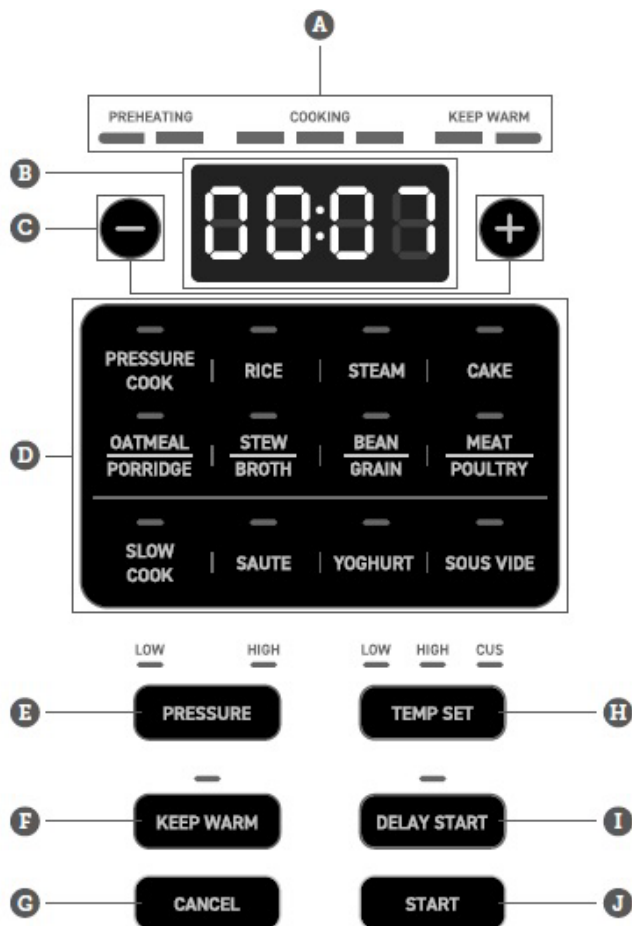 A
PREHEATING COOKING KEEP WARM
B
00:07
C − +
PRESSURE COOK | RICE | STEAM | CAKE
D
OATMEAL PORRIDGE | STEW BROTH | BEAN GRAIN | MEAT POULTRY
SLOW COOK | SAUTE | YOGHURT | SOUS VIDE
LOW HIGH LOW HIGH CUS
E PRESSURE TEMP SET H
F KEEP WARM DELAY START I
G CANCEL START J